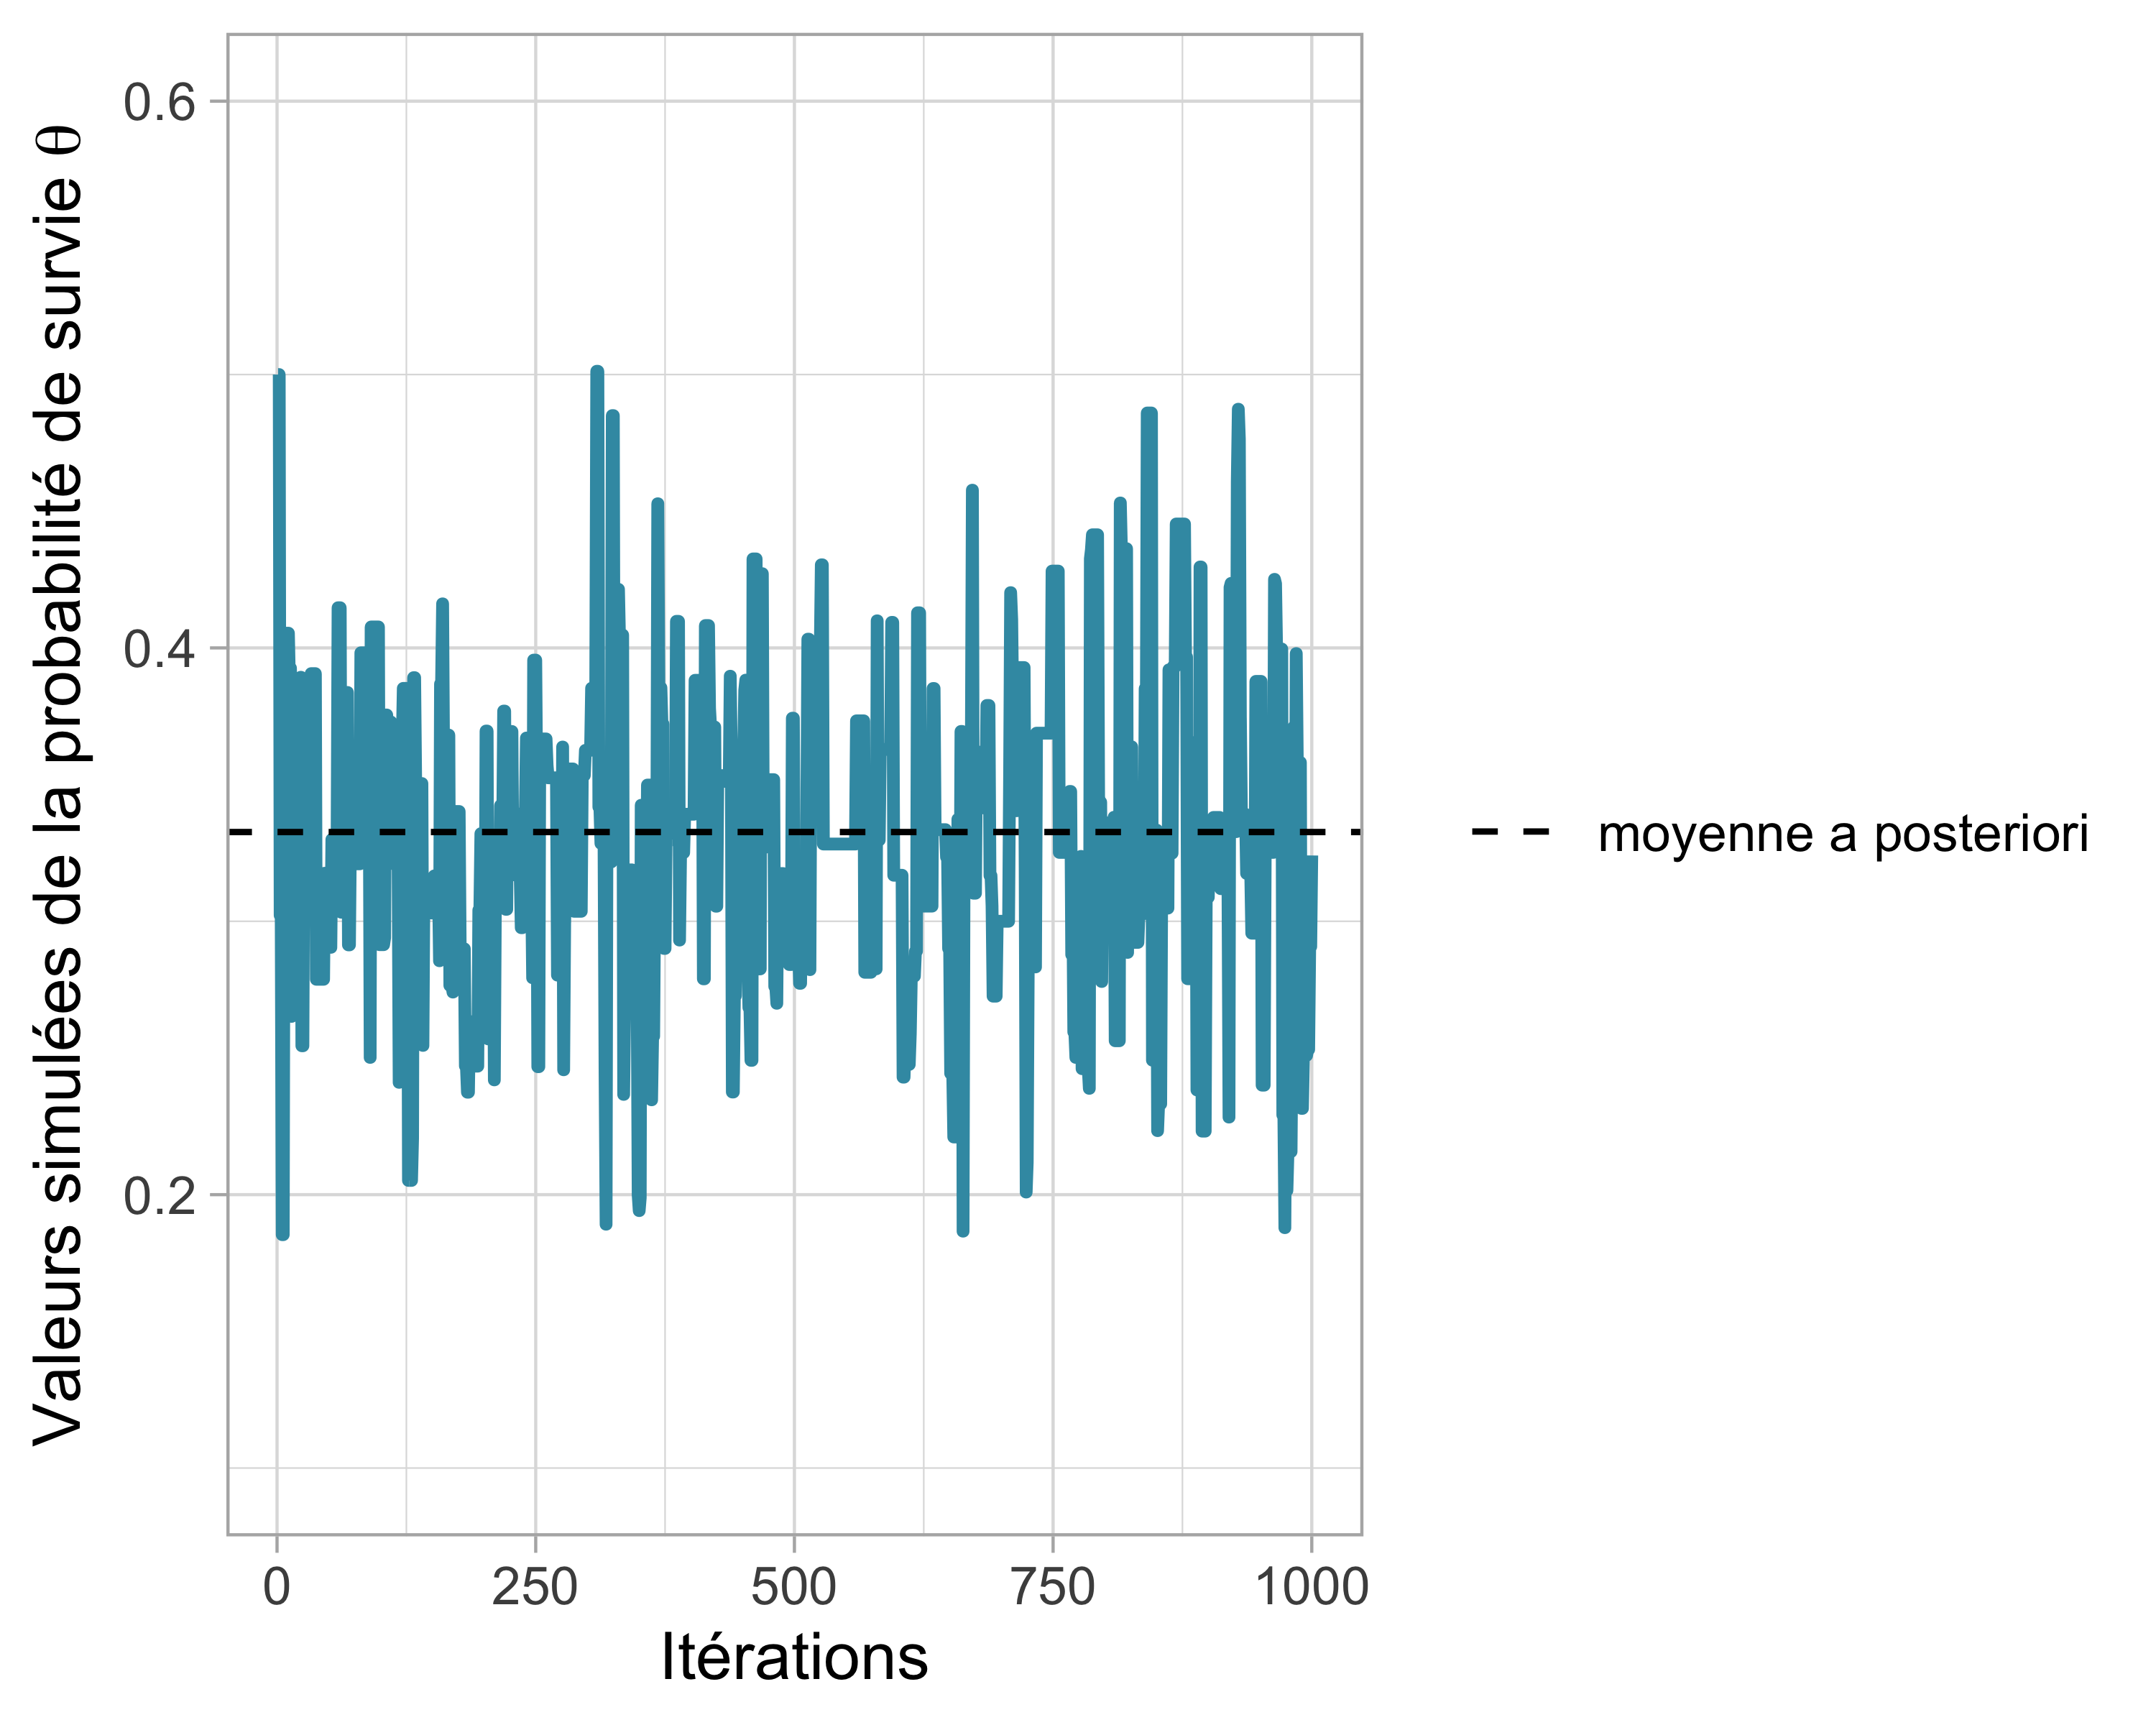 Valeurs simulées de la probabilité de survie θ
0.6
0.4
0.2
0
250
500
750
1000
Itérations
moyenne a posteriori